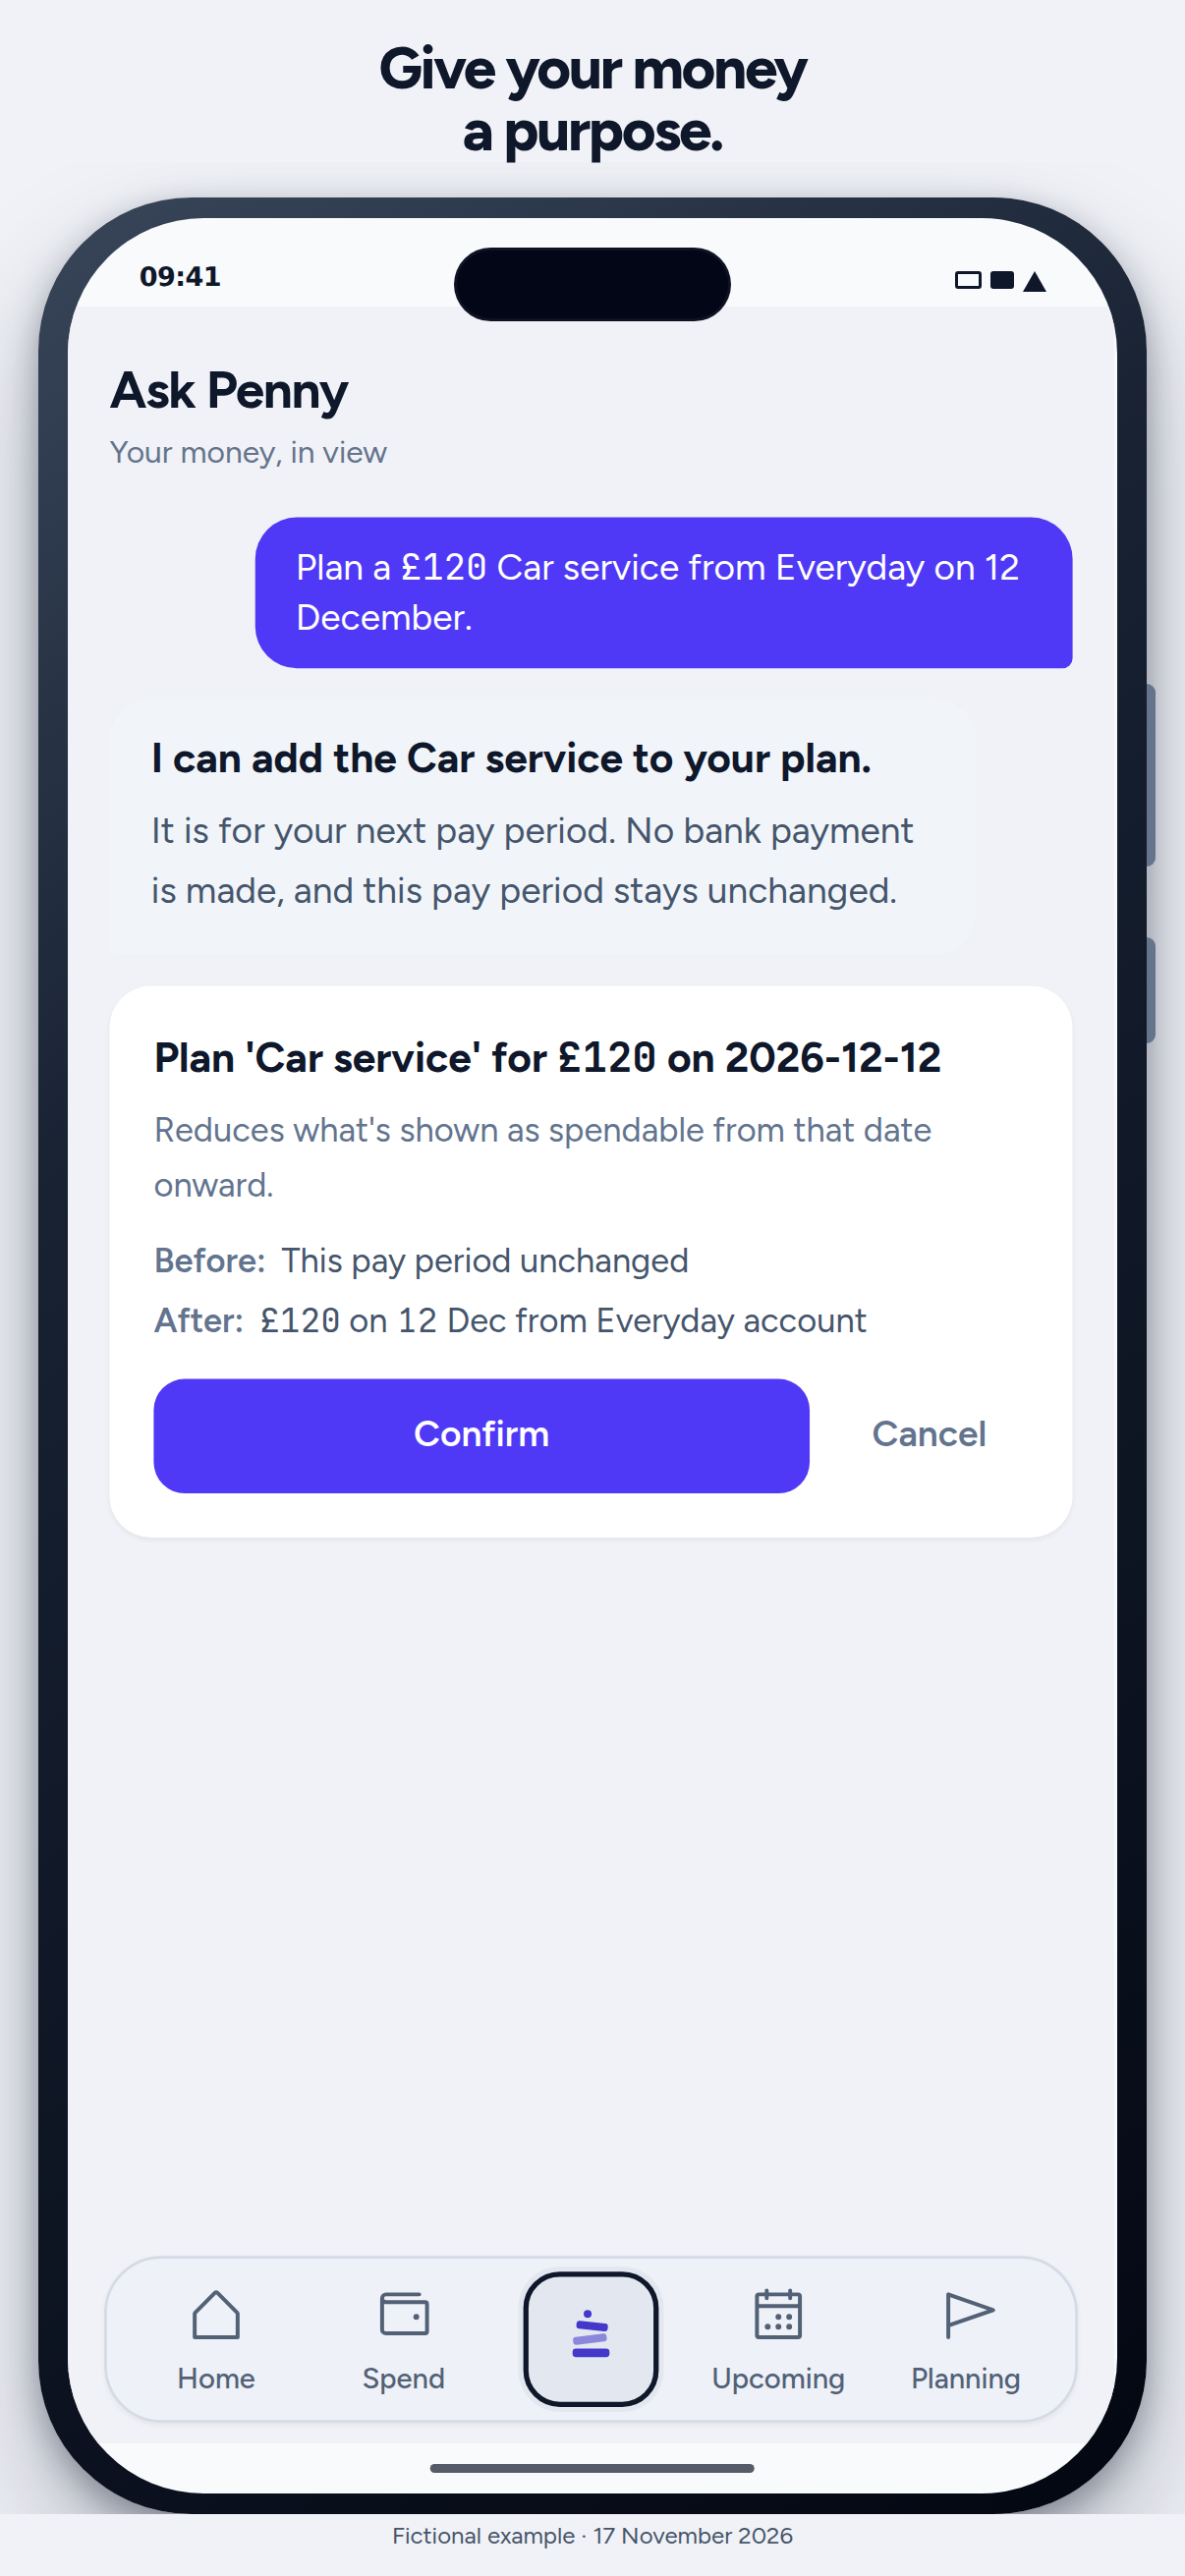 Give your money
a purpose.
09:41
Ask Penny
Your money, in view
Plan a £120 Car service from Everyday on 12
December.
I can add the Car service to your plan.
It is for your next pay period. No bank payment
is made, and this pay period stays unchanged.
Plan 'Car service' for £120 on 2026-12-12
Reduces what's shown as spendable from that date
onward.
Before: This pay period unchanged
After: £120 on 12 Dec from Everyday account
Confirm
Cancel
Home
Spend
Upcoming
Planning
Fictional example · 17 November 2026